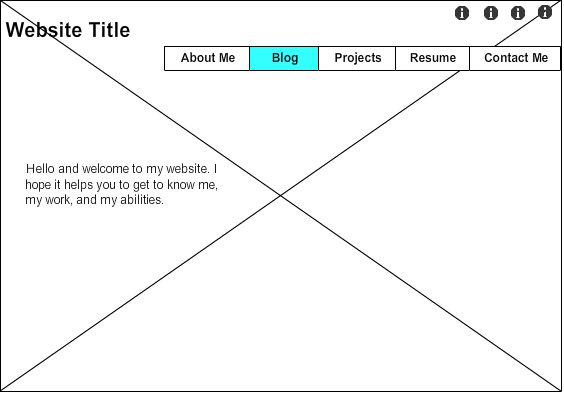 Website Title
About Me
Blog
Projects
Resume
Contact Me
Hello and welcome to my website. I
hope it helps you to get to know me,
my work, and my abilities.